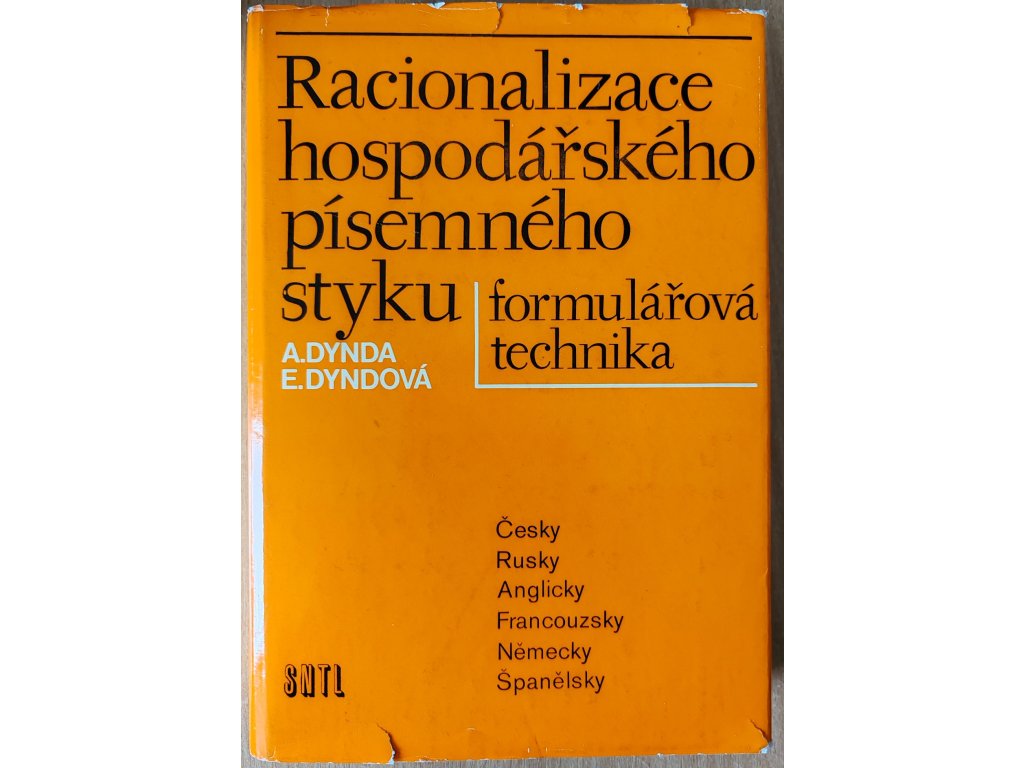 Racionalizace
hospodářského
písemného
styku
formulářová
technika
A.DYNDA
E.DYNDOVÁ
Česky
Rusky
Anglicky
Francouzsky
Německy
Španělsky
SNTL